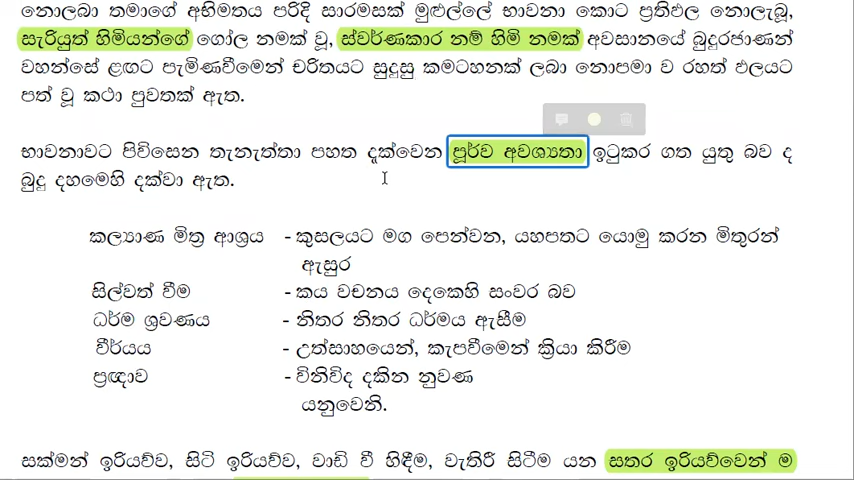 නොලබා තමාගේ අභිමතය පරිදි සාරමසක් මුළුල්ලේ භාවනා කොට ප්‍රතිඵල නොලැබූ,
සැරියුත් හිමියන්ගේ ගෝල නමක් වූ, ස්වර්ණකාර නම් හිමි නමක් අවසානයේ බුදුරජාණන්
වහන්සේ ළඟට පැමිණවීමෙන් චරිතයට සුදුසු කමටහනක් ලබා නොපමා ව රහත් ඵලයට
පත් වූ කථා පුවතක් ඇත.
භාවනාවට පිවිසෙන තැනැත්තා පහත දැක්වෙන පූර්ව අවශ්‍යතා ඉටුකර ගත යුතු බව ද
බුදු දහමෙහි දක්වා ඇත.
කල්‍යාණ මිත්‍ර ආශ්‍රය - කුසලයට මග පෙන්වන, යහපතට යොමු කරන මිතුරන්
ඇසුර
සිල්වත් වීම - කය වචනය දෙකෙහි සංවර බව
ධර්ම ශ්‍රවණය - නිතර නිතර ධර්මය ඇසීම
වීර්යය - උත්සාහයෙන්, කැපවීමෙන් ක්‍රියා කිරීම
ප්‍රඥාව - විනිවිද දකින නුවණ
යනුවෙනි.
සක්මන් ඉරියව්ව, සිටි ඉරියව්ව, වාඩි වී හිඳීම, වැතිරී සිටීම යන සතර ඉරියව්වෙන් ම